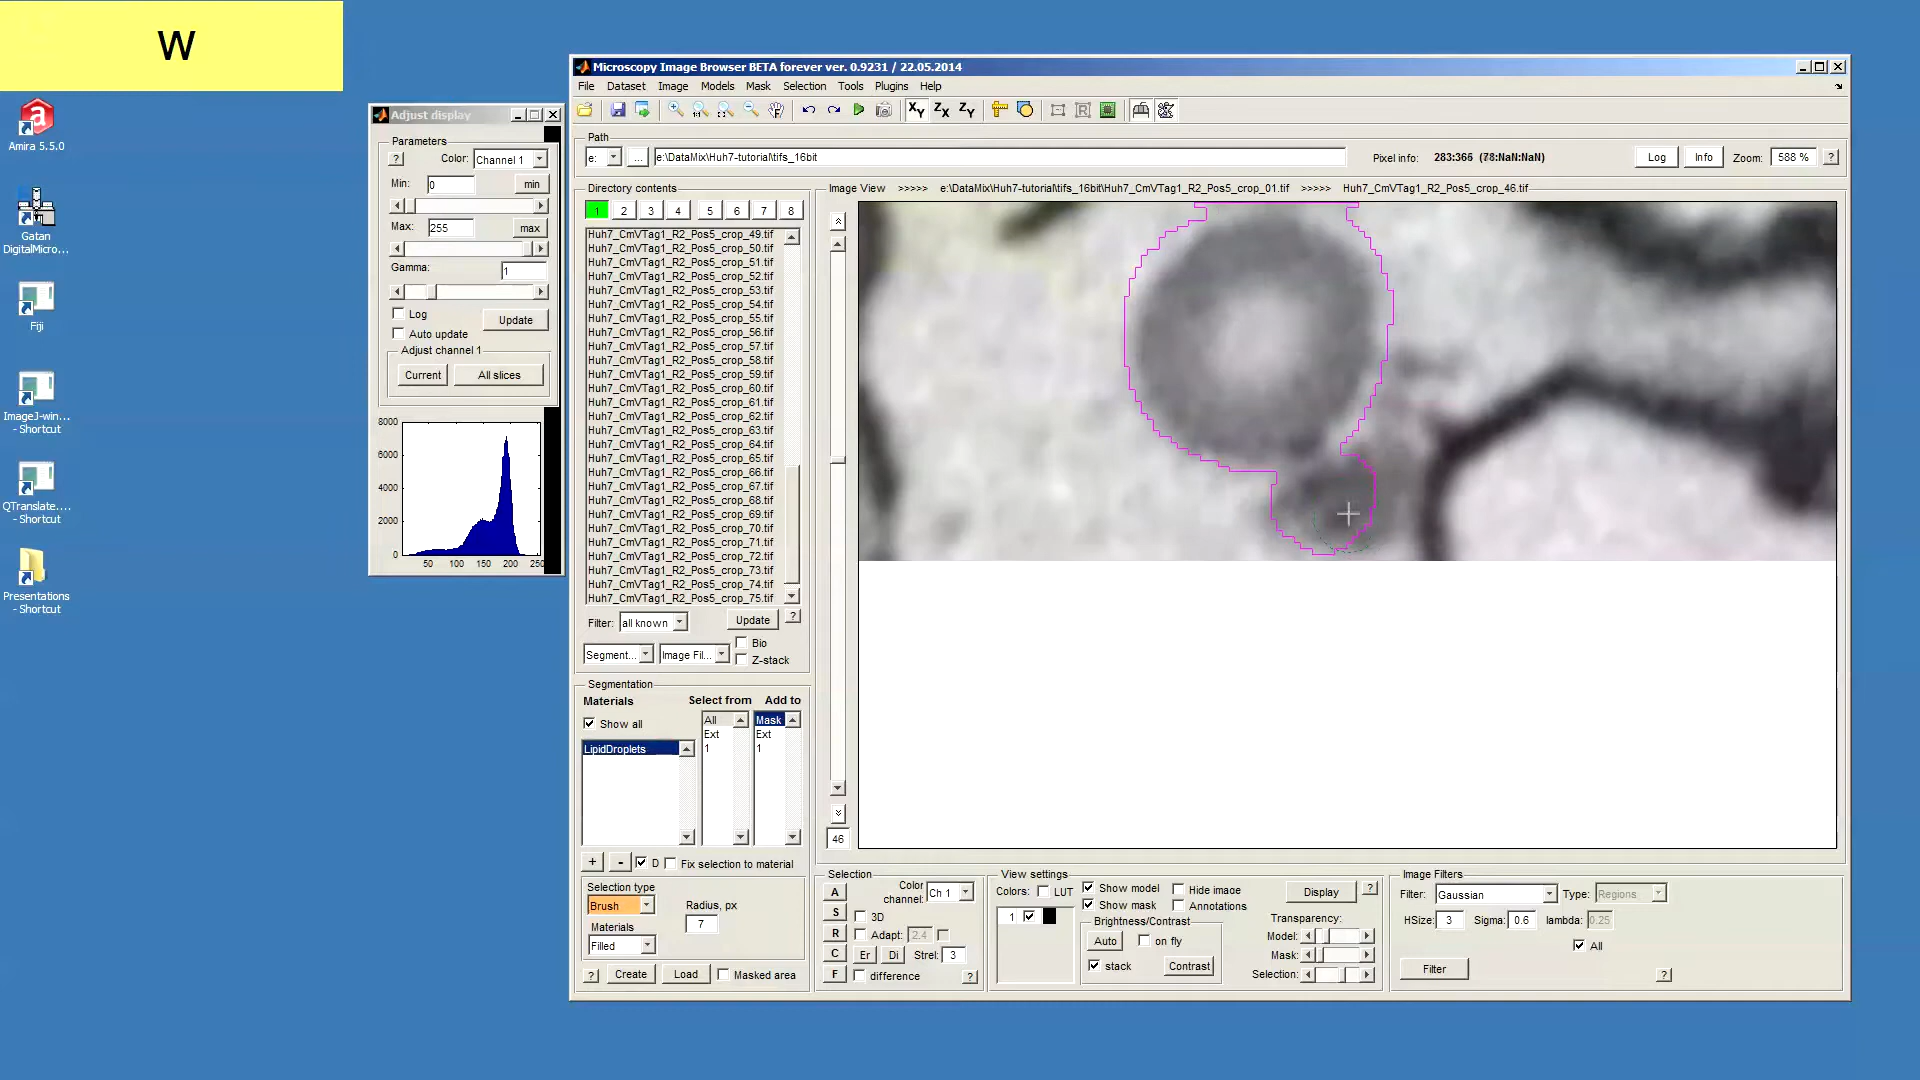 W
Amira 5.5.0
Gatan
DigitalMicro...
Fiji
ImageJ-win...
- Shortcut
QTranslate....
- Shortcut
Presentations
- Shortcut
Adjust display
Parameters
? Color: Channel 1
Min: 0 min
Max: 255 max
Gamma: 1
Log
Update
Auto update
Adjust channel 1
Current All slices
8000
6000
4000
2000
0
50 100 150 200 250
Microscopy Image Browser BETA forever ver. 0.9231 / 22.05.2014
File Dataset Image Models Mask Selection Tools Plugins Help
XY ZX ZY
Path
e: ... e:\DataMix\Huh7-tutorial\tifs_16bit Pixel info: 283:366 (78:NaN:NaN) Log Info Zoom: 588 % ?
Directory contents
1 2 3 4 5 6 7 8
Huh7_CmVTag1_R2_Pos5_crop_49.tif
Huh7_CmVTag1_R2_Pos5_crop_50.tif
Huh7_CmVTag1_R2_Pos5_crop_51.tif
Huh7_CmVTag1_R2_Pos5_crop_52.tif
Huh7_CmVTag1_R2_Pos5_crop_53.tif
Huh7_CmVTag1_R2_Pos5_crop_54.tif
Huh7_CmVTag1_R2_Pos5_crop_55.tif
Huh7_CmVTag1_R2_Pos5_crop_56.tif
Huh7_CmVTag1_R2_Pos5_crop_57.tif
Huh7_CmVTag1_R2_Pos5_crop_58.tif
Huh7_CmVTag1_R2_Pos5_crop_59.tif
Huh7_CmVTag1_R2_Pos5_crop_60.tif
Huh7_CmVTag1_R2_Pos5_crop_61.tif
Huh7_CmVTag1_R2_Pos5_crop_62.tif
Huh7_CmVTag1_R2_Pos5_crop_63.tif
Huh7_CmVTag1_R2_Pos5_crop_64.tif
Huh7_CmVTag1_R2_Pos5_crop_65.tif
Huh7_CmVTag1_R2_Pos5_crop_66.tif
Huh7_CmVTag1_R2_Pos5_crop_67.tif
Huh7_CmVTag1_R2_Pos5_crop_68.tif
Huh7_CmVTag1_R2_Pos5_crop_69.tif
Huh7_CmVTag1_R2_Pos5_crop_70.tif
Huh7_CmVTag1_R2_Pos5_crop_71.tif
Huh7_CmVTag1_R2_Pos5_crop_72.tif
Huh7_CmVTag1_R2_Pos5_crop_73.tif
Huh7_CmVTag1_R2_Pos5_crop_74.tif
Huh7_CmVTag1_R2_Pos5_crop_75.tif
Filter: all known Update ?
Bio
Segment... Image Fil... Z-stack
Image View >>>>> e:\DataMix\Huh7-tutorial\tifs_16bit\Huh7_CmVTag1_R2_Pos5_crop_01.tif >>>>> Huh7_CmVTag1_R2_Pos5_crop_46.tif
46
Segmentation
Materials Select from Add to
Show all
LipidDroplets
All
Ext
1
Mask
Ext
1
+ - D Fix selection to material
Selection type
Brush Radius, px
7
Materials
Filled
? Create Load Masked area
Selection
A Color channel: Ch 1
S 3D
R Adapt: 2.4
C Er Di Strel: 3
F difference ?
View settings
Colors: LUT Show model Hide image Display ?
1 Show mask Annotations
Brightness/Contrast
Auto on fly
stack Contrast
Transparency:
Model:
Mask:
Selection:
Image Filters
Filter: Gaussian Type: Regions
HSize: 3 Sigma: 0.6 lambda: 0.25
All
Filter ?